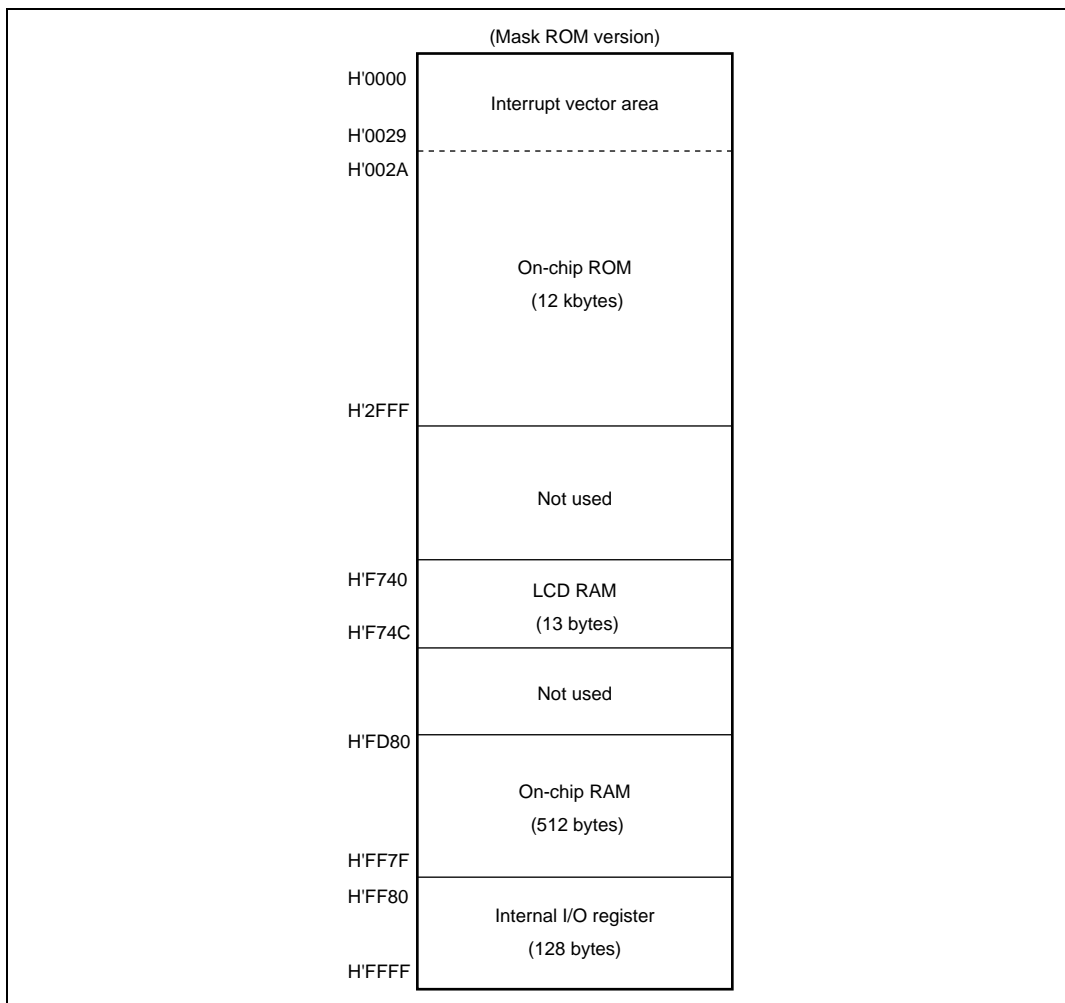 (Mask ROM version)
H'0000
Interrupt vector area
H'0029
H'002A
On-chip ROM
(12 kbytes)
H'2FFF
Not used
H'F740
LCD RAM
(13 bytes)
H'F74C
Not used
H'FD80
On-chip RAM
(512 bytes)
H'FF7F
H'FF80
Internal I/O register
(128 bytes)
H'FFFF